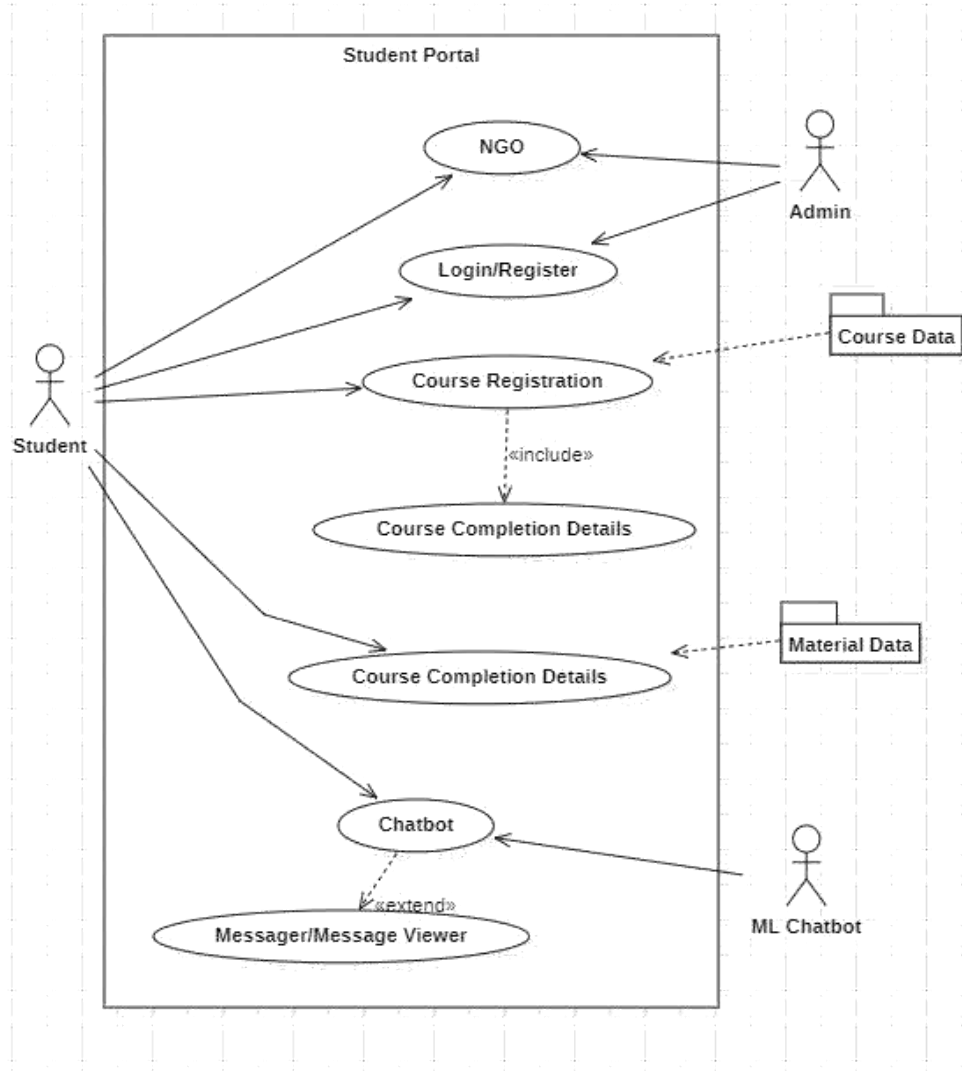 Student Portal
NGO
Admin
Login/Register
Course Data
Course Registration
Student
«include»
Course Completion Details
Material Data
Course Completion Details
Chatbot
«extend»
ML Chatbot
Messager/Message Viewer